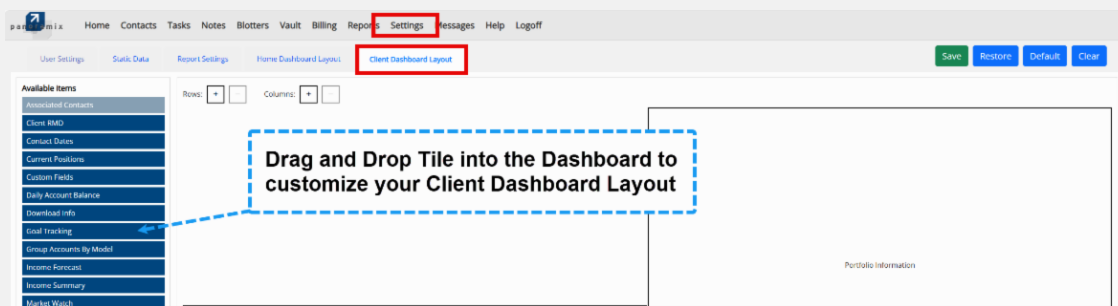 panoramix Home Contacts Tasks Notes Blotters Vault Billing Reports Settings Messages Help Logoff
User Settings Static Data Report Settings Home Dashboard Layout Client Dashboard Layout Save Restore Default Clear
Available Items
Rows: + - Columns: + -
Associated Contacts
Client RMD
Contact Dates
Current Positions
Custom Fields
Daily Account Balance
Download Info
Goal Tracking
Group Accounts By Model
Income Forecast
Income Summary
Market Watch
Drag and Drop Tile into the Dashboard to
customize your Client Dashboard Layout
Portfolio Information